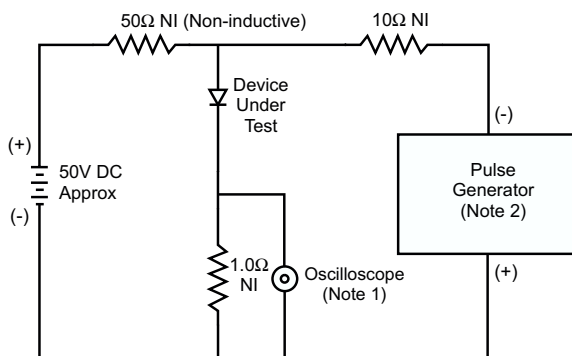 50Ω NI (Non-inductive)
10Ω NI
Device
Under
Test
(-)
(+)
50V DC
Approx
(-)
Pulse
Generator
(Note 2)
1.0Ω
NI
Oscilloscope
(Note 1)
(+)